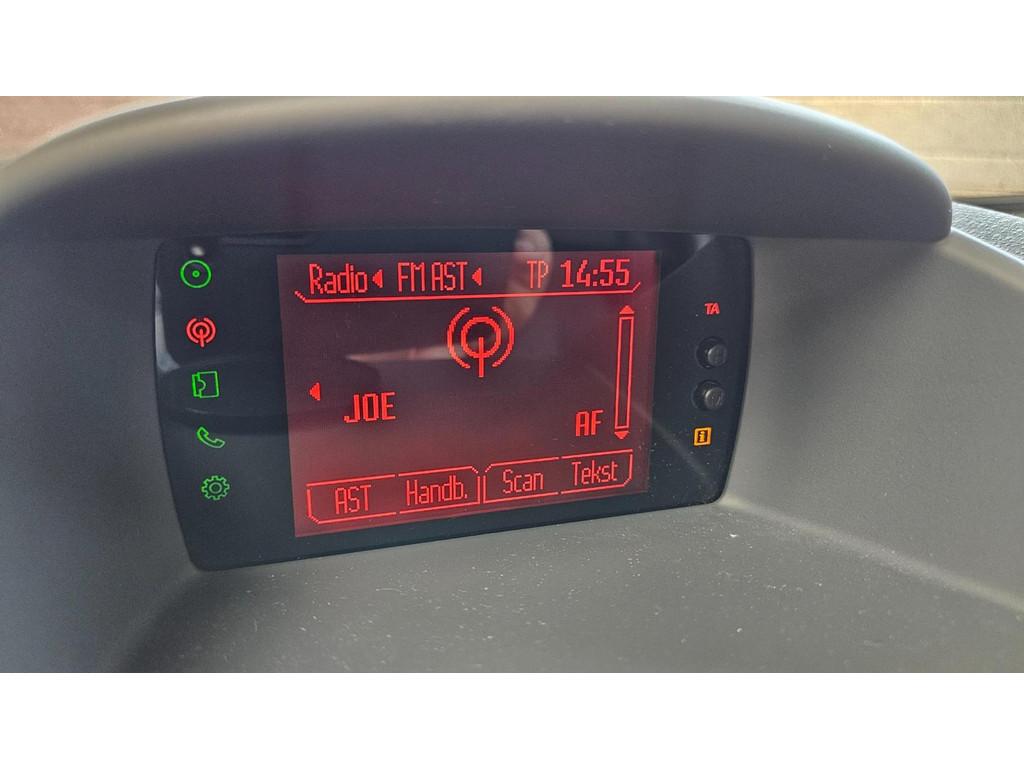 Radio FM AST TP 14:55
TA
JOE
AF
i
AST Handb. Scan Tekst